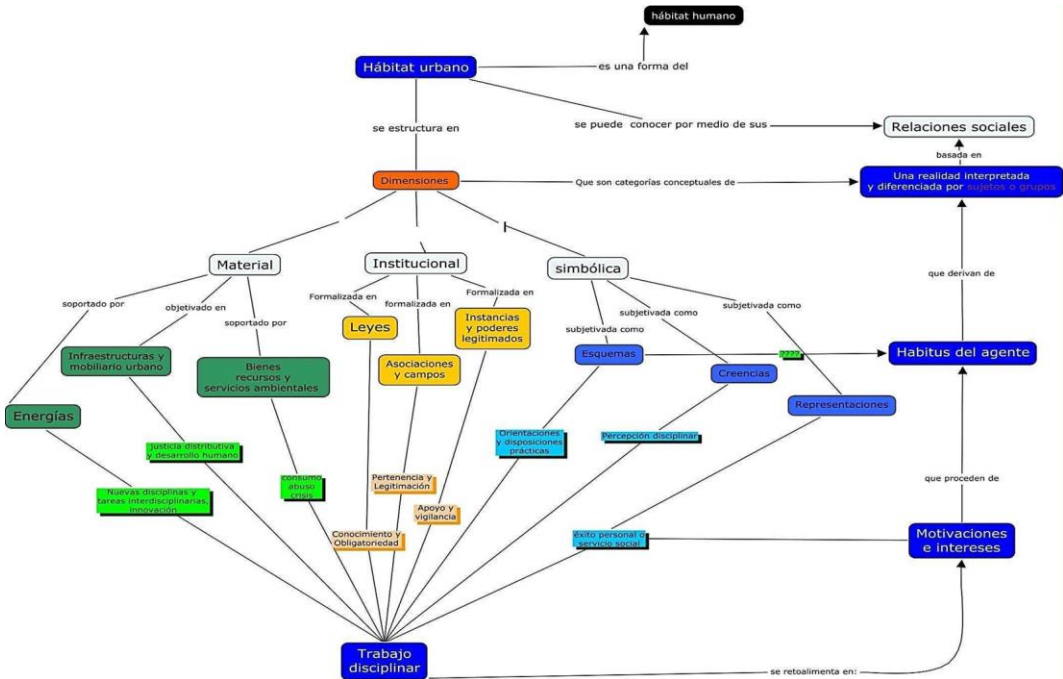 hábitat humano
Hábitat urbano
es una forma del
se estructura en
se puede conocer por medio de sus
Relaciones sociales
basada en
Dimensiones
Que son categorías conceptuales de
Una realidad interpretada
y diferenciada por sujetos o grupos
Material
Institucional
simbólica
que derivan de
soportado por
objetivado en
soportado por
Formalizada en
formalizada en
Formalizada en
subjetivada como
subjetivada como
subjetivada como
Leyes
Instancias
y poderes
legitimados
Infraestructuras y
mobiliario urbano
Bienes
recursos y
servicios ambientales
Asociaciones
y campos
Esquemas
????
Habitus del agente
Creencias
Energías
Representaciones
Justicia distributiva
y desarrollo humano
Orientaciones
y disposiciones
prácticas
Percepción disciplinar
Nuevas disciplinas y
tareas interdisciplinarias,
innovación
consumo
abuso
crisis
Pertenencia y
Legitimación
que proceden de
Apoyo y
vigilancia
Conocimiento y
Obligatoriedad
éxito personal o
servicio social
Motivaciones
e intereses
Trabajo
disciplinar
se retoalimenta en: